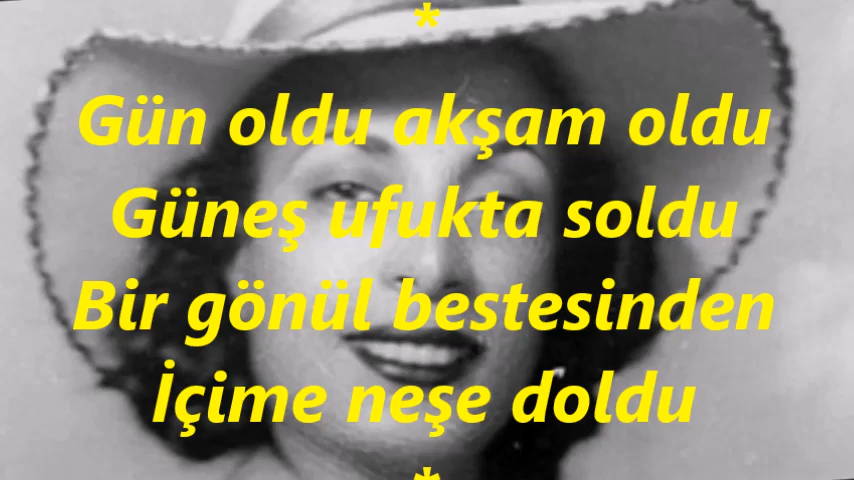 *
Gün oldu akşam oldu
Güneş ufukta soldu
Bir gönül bestesinden
İçime neşe doldu
*